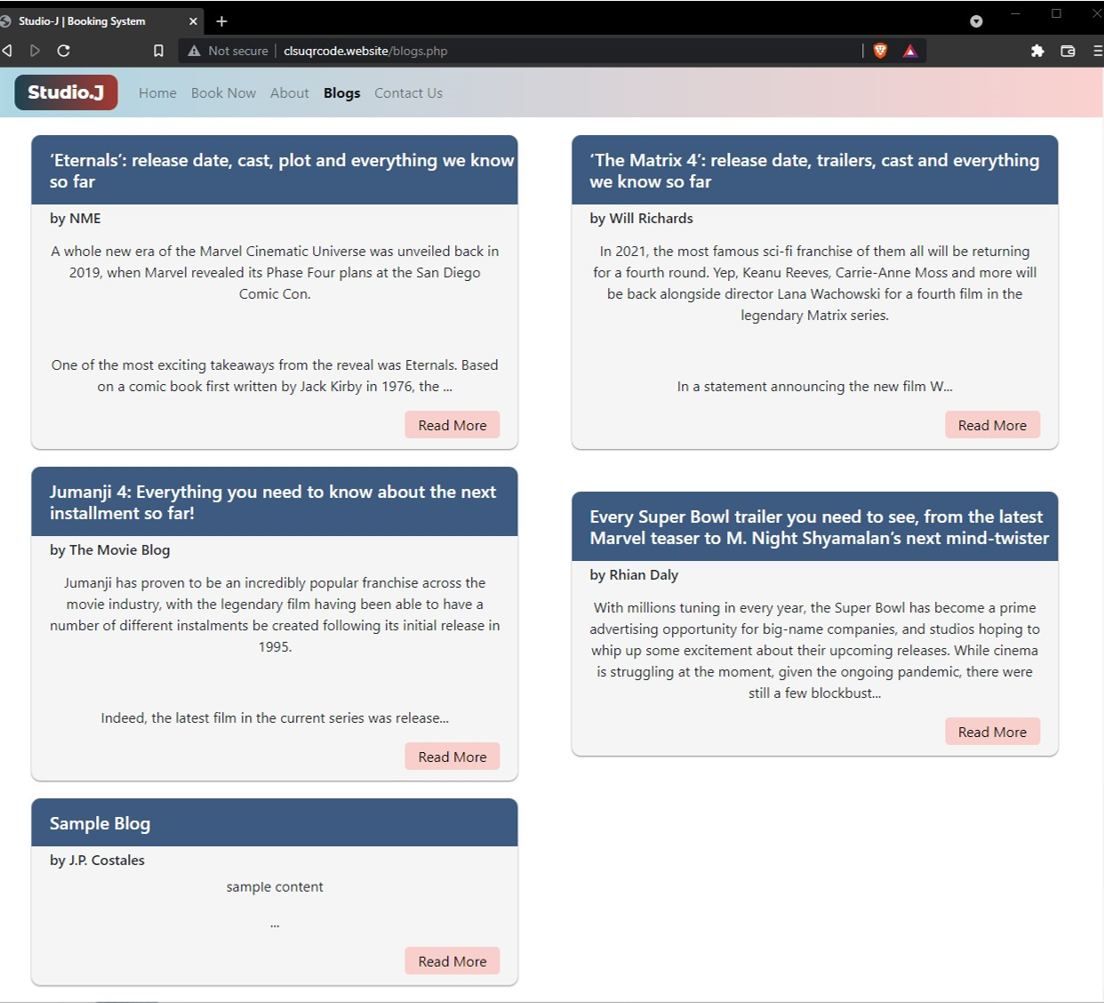 Studio-J | Booking System
Not secure
clsuqrcode.website/blogs.php
Studio.J
Home Book Now About Blogs Contact Us
‘Eternals’: release date, cast, plot and everything we know
so far
by NME
A whole new era of the Marvel Cinematic Universe was unveiled back in
2019, when Marvel revealed its Phase Four plans at the San Diego
Comic Con.
One of the most exciting takeaways from the reveal was Eternals. Based
on a comic book first written by Jack Kirby in 1976, the ...
Read More
‘The Matrix 4’: release date, trailers, cast and everything
we know so far
by Will Richards
In 2021, the most famous sci-fi franchise of them all will be returning
for a fourth round. Yep, Keanu Reeves, Carrie-Anne Moss and more will
be back alongside director Lana Wachowski for a fourth film in the
legendary Matrix series.
In a statement announcing the new film W...
Read More
Jumanji 4: Everything you need to know about the next
installment so far!
by The Movie Blog
Jumanji has proven to be an incredibly popular franchise across the
movie industry, with the legendary film having been able to have a
number of different instalments be created following its initial release in
1995.
Indeed, the latest film in the current series was release...
Read More
Every Super Bowl trailer you need to see, from the latest
Marvel teaser to M. Night Shyamalan’s next mind-twister
by Rhian Daly
With millions tuning in every year, the Super Bowl has become a prime
advertising opportunity for big-name companies, and studios hoping to
whip up some excitement about their upcoming releases. While cinema
is struggling at the moment, given the ongoing pandemic, there were
still a few blockbust...
Read More
Sample Blog
by J.P. Costales
sample content
...
Read More